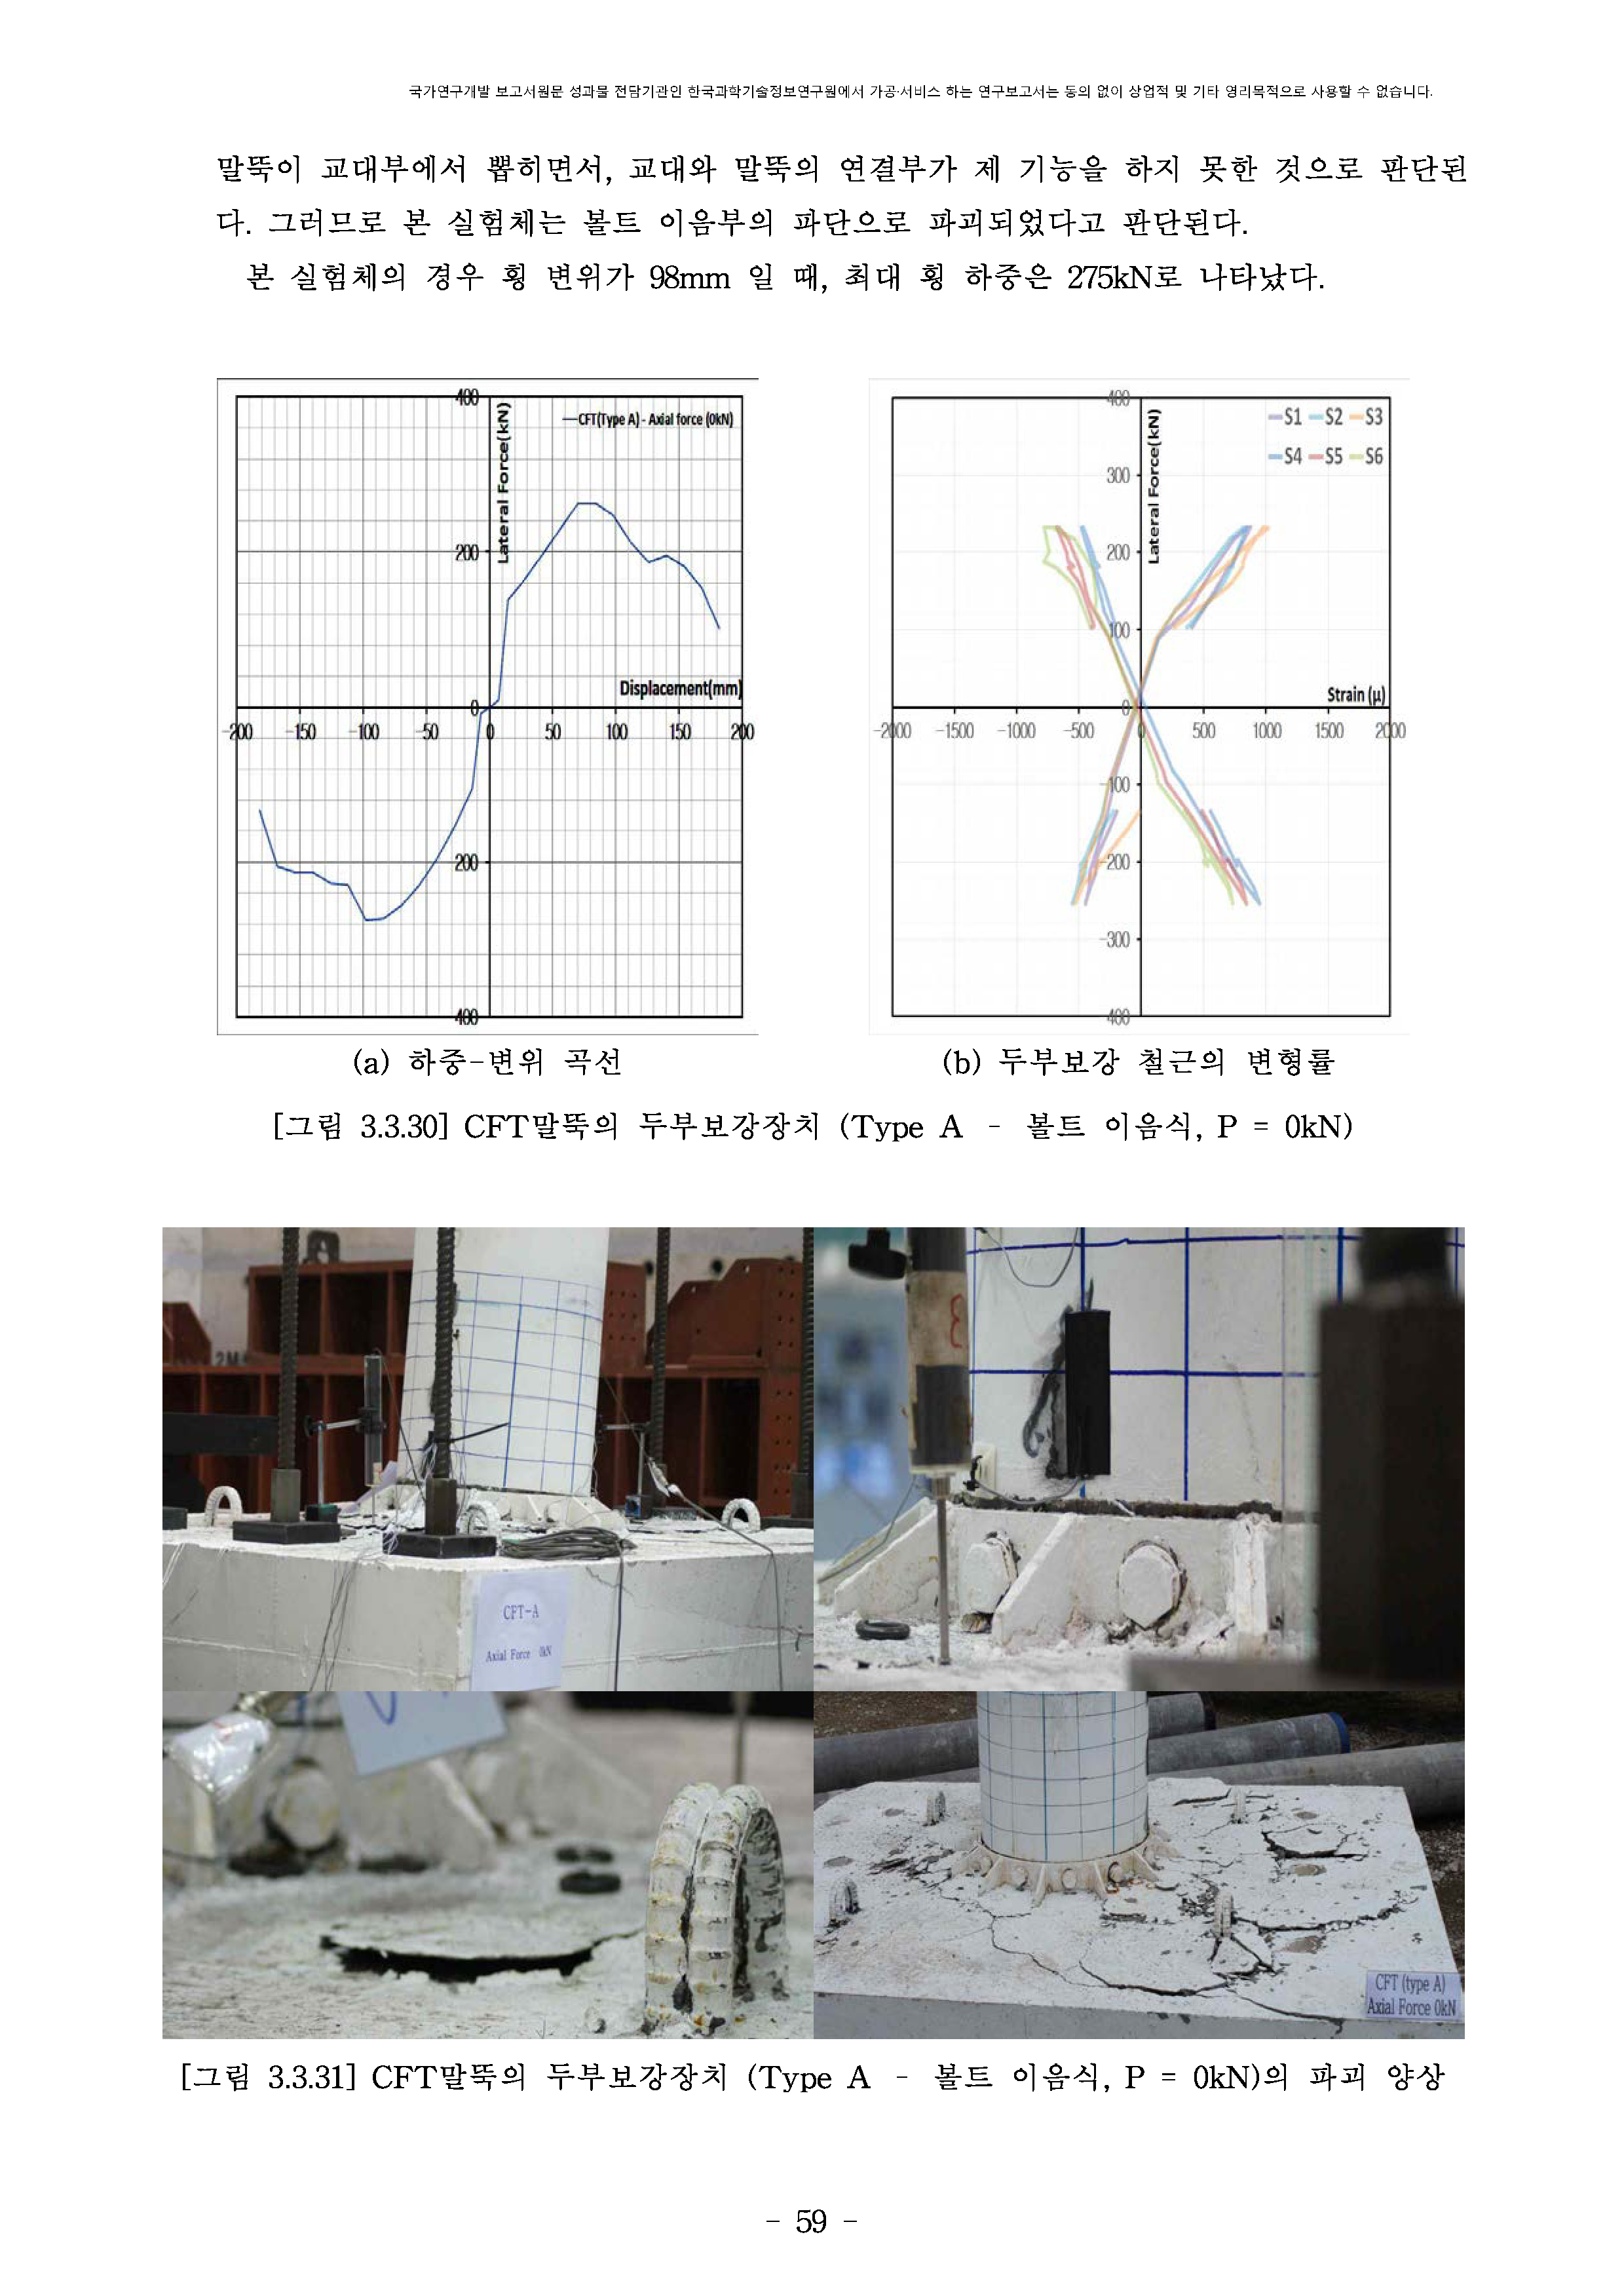 국가연구개발 보고서원문 성과물 전담기관인 한국과학기술정보연구원에서 가공·서비스 하는 연구보고서는 동의 없이 상업적 및 기타 영리목적으로 사용할 수 없습니다.
말뚝이 교대부에서 뽑히면서, 교대와 말뚝의 연결부가 제 기능을 하지 못한 것으로 판단된
다. 그러므로 본 실험체는 볼트 이음부의 파단으로 파괴되었다고 판단된다.
본 실험체의 경우 횡 변위가 98mm 일 때, 최대 횡 하중은 275kN로 나타났다.
400
Lateral Force(kN)
CFT(Type A) - Axial force (0kN)
200
Displacement(mm)
0
-200 -150 -100 -50 0 50 100 150 200
-200
-400
400
Lateral Force(kN)
S1 S2 S3
S4 S5 S6
300
200
100
Strain (μ)
0
-2000 -1500 -1000 -500 0 500 1000 1500 2000
-100
-200
-300
-400
(a) 하중-변위 곡선
(b) 두부보강 철근의 변형률
[그림 3.3.30] CFT말뚝의 두부보강장치 (Type A - 볼트 이음식, P = 0kN)
2M
3
CFT-A
Axial Force 0kN
CFT (type A)
Axial Force 0kN
[그림 3.3.31] CFT말뚝의 두부보강장치 (Type A - 볼트 이음식, P = 0kN)의 파괴 양상
- 59 -